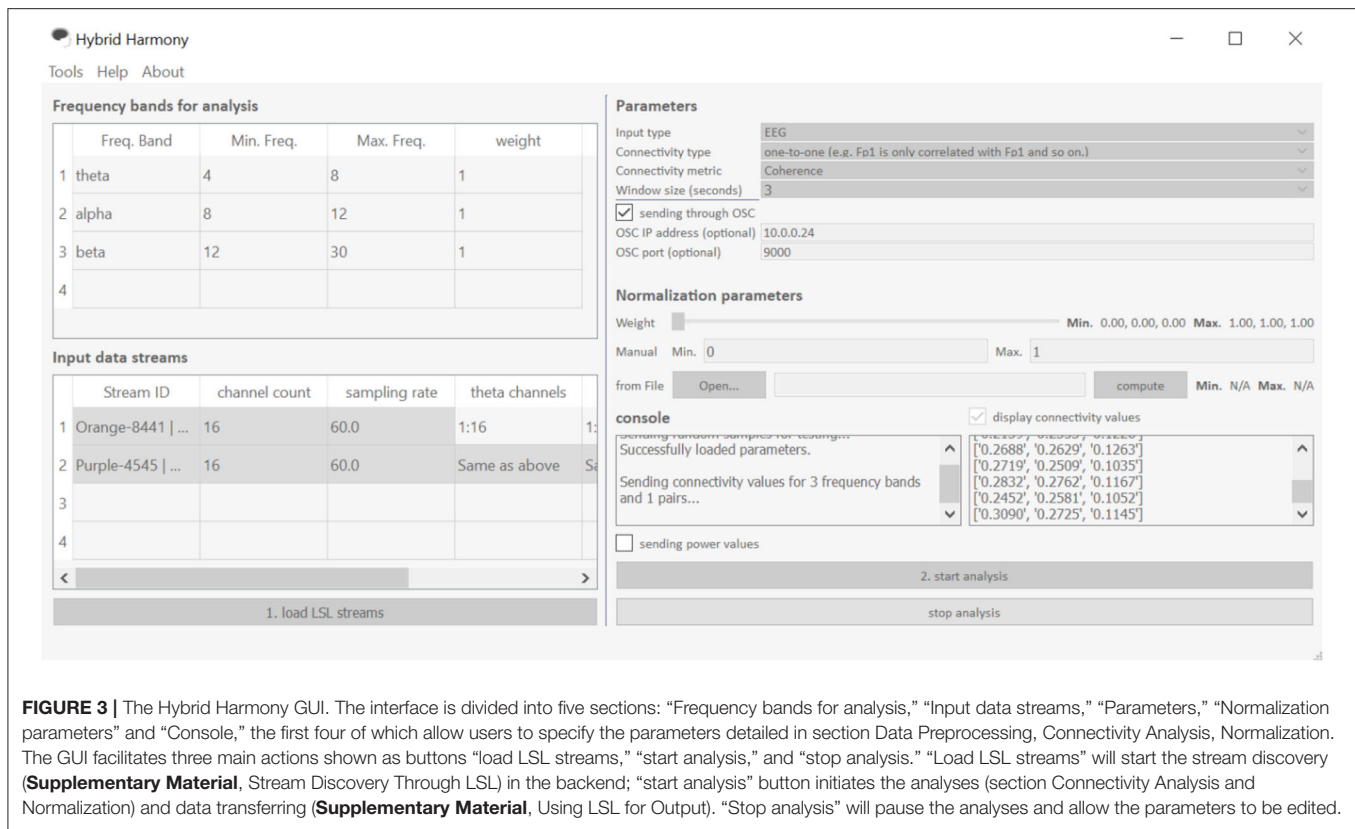 Hybrid Harmony
Tools Help About
Frequency bands for analysis
Freq. Band Min. Freq. Max. Freq. weight
1 theta 4 8 1
2 alpha 8 12 1
3 beta 12 30 1
4
Input data streams
Stream ID channel count sampling rate theta channels
1 Orange-8441 | ... 16 60.0 1:16 1:
2 Purple-4545 | ... 16 60.0 Same as above Sa
3
4
1. load LSL streams
Parameters
Input type EEG
Connectivity type one-to-one (e.g. Fp1 is only correlated with Fp1 and so on.)
Connectivity metric Coherence
Window size (seconds) 3
sending through OSC
OSC IP address (optional) 10.0.0.24
OSC port (optional) 9000
Normalization parameters
Weight Min. 0.00, 0.00, 0.00 Max. 1.00, 1.00, 1.00
Manual Min. 0 Max. 1
from File Open... compute Min. N/A Max. N/A
console
Sending random samples for testing...
Successfully loaded parameters.
Sending connectivity values for 3 frequency bands
and 1 pairs...
display connectivity values
['0.2688', '0.2629', '0.1263']
['0.2719', '0.2509', '0.1035']
['0.2832', '0.2762', '0.1167']
['0.2452', '0.2581', '0.1052']
['0.3090', '0.2725', '0.1145']
sending power values
2. start analysis
stop analysis
FIGURE 3 | The Hybrid Harmony GUI. The interface is divided into five sections: “Frequency bands for analysis,” “Input data streams,” “Parameters,” “Normalization
parameters” and “Console,” the first four of which allow users to specify the parameters detailed in section Data Preprocessing, Connectivity Analysis, Normalization.
The GUI facilitates three main actions shown as buttons “load LSL streams,” “start analysis,” and “stop analysis.” “Load LSL streams” will start the stream discovery
(Supplementary Material, Stream Discovery Through LSL) in the backend; “start analysis” button initiates the analyses (section Connectivity Analysis and
Normalization) and data transferring (Supplementary Material, Using LSL for Output). “Stop analysis” will pause the analyses and allow the parameters to be edited.